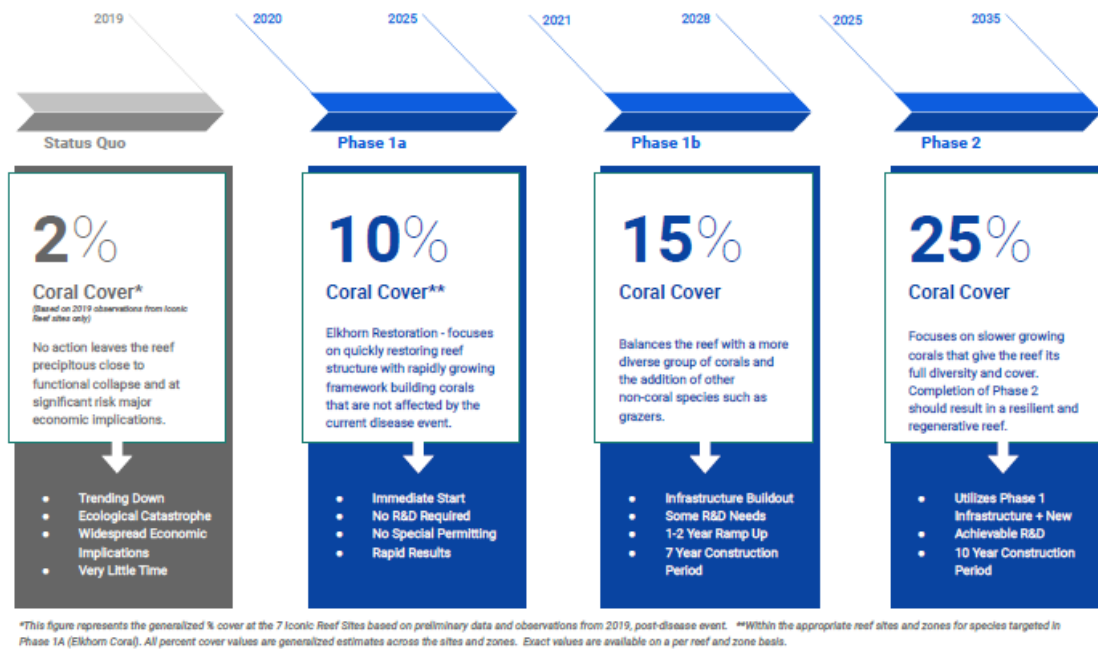 2019
2020
2025
2021
2028
2025
2035
Status Quo
Phase 1a
Phase 1b
Phase 2
2%
Coral Cover*
(Based on 2019 observations from Iconic
Reef sites only)
No action leaves the reef
precipitous close to
functional collapse and at
significant risk major
economic implications.
• Trending Down
• Ecological Catastrophe
• Widespread Economic
Implications
• Very Little Time
10%
Coral Cover**
Elkhorn Restoration - focuses
on quickly restoring reef
structure with rapidly growing
framework building corals
that are not affected by the
current disease event.
• Immediate Start
• No R&D Required
• No Special Permitting
• Rapid Results
15%
Coral Cover
Balances the reef with a more
diverse group of corals and
the addition of other
non-coral species such as
grazers.
• Infrastructure Buildout
• Some R&D Needs
• 1-2 Year Ramp Up
• 7 Year Construction
Period
25%
Coral Cover
Focuses on slower growing
corals that give the reef its
full diversity and cover.
Completion of Phase 2
should result in a resilient and
regenerative reef.
• Utilizes Phase 1
Infrastructure + New
• Achievable R&D
• 10 Year Construction
Period
*This figure represents the generalized % cover at the 7 Iconic Reef Sites based on preliminary data and observations from 2019, post-disease event. **Within the appropriate reef sites and zones for species targeted in
Phase 1A (Elkhorn Coral). All percent cover values are generalized estimates across the sites and zones. Exact values are available on a per reef and zone basis.